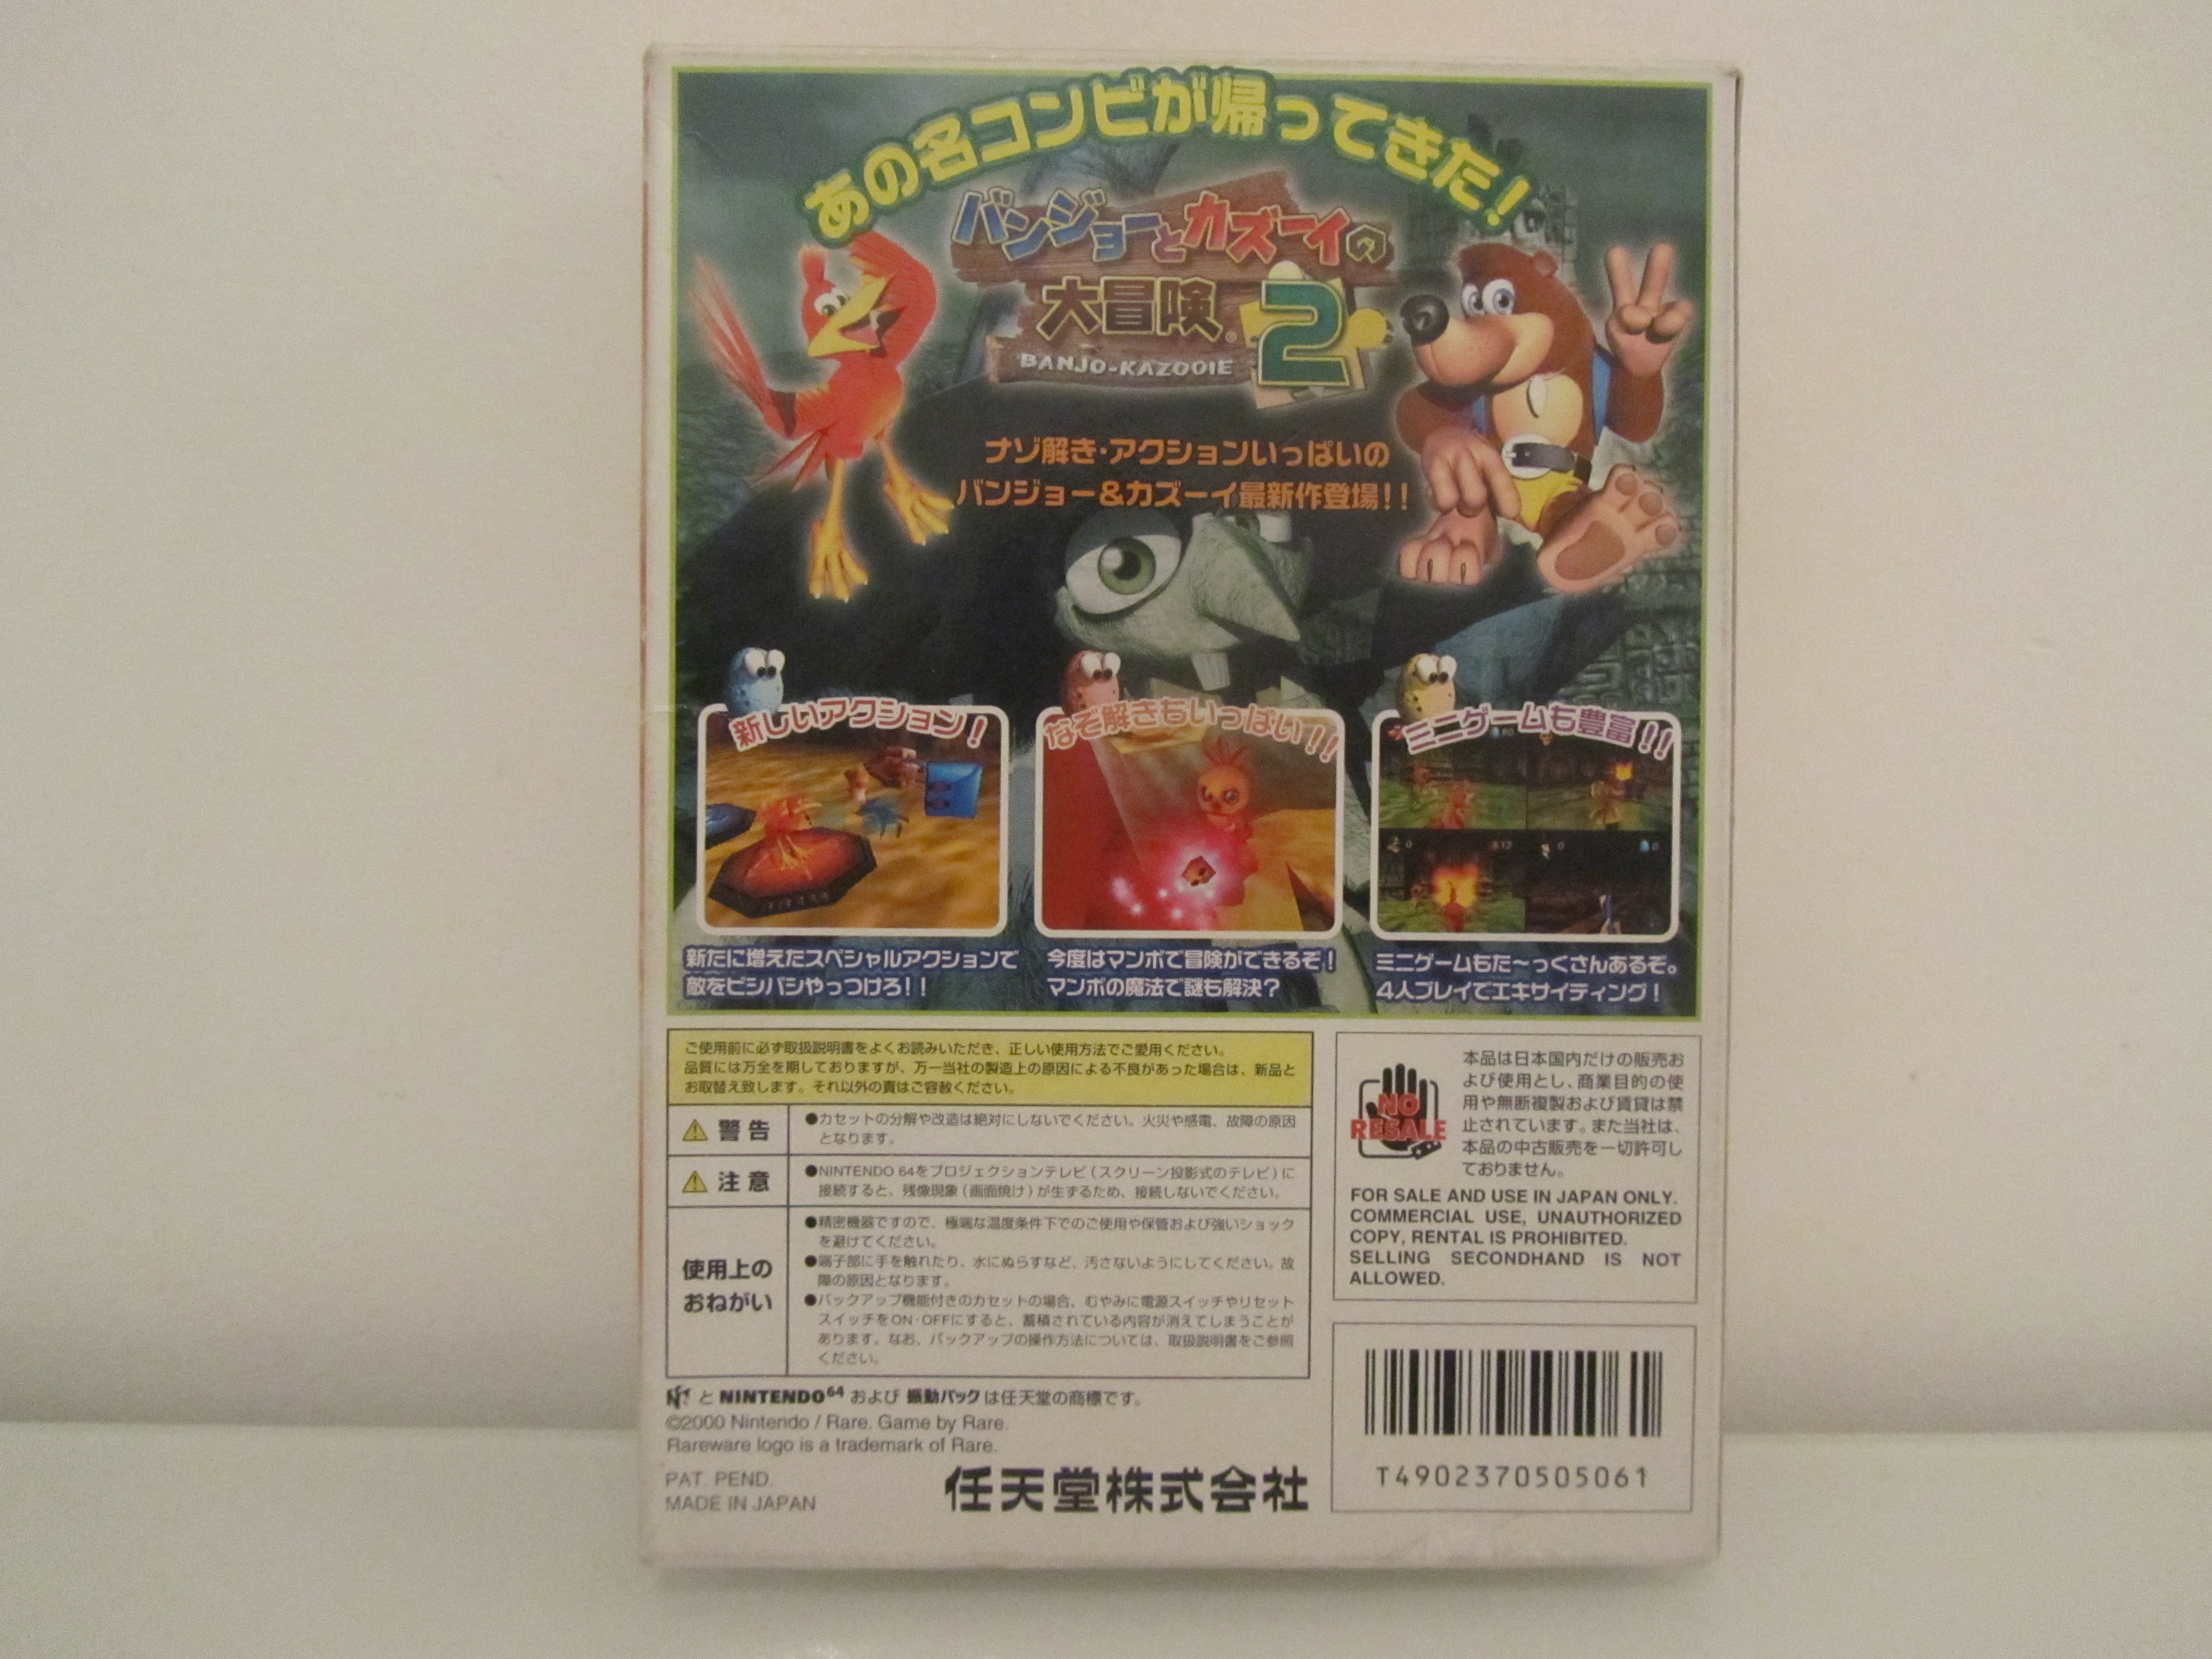 あの名コンビが帰ってきた!
バンジョーとカズーイの
大冒険®2
BANJO-KAZOOIE
ナゾ解き・アクションいっぱいの
バンジョー&カズーイ最新作登場!!
新しいアクション!
新たに増えたスペシャルアクションで
敵をビシバシやっつけろ!!
なぞ解きもいっぱい!!
今度はマンボで冒険ができるぞ!
マンボの魔法で謎も解決?
ミニゲームも豊富!!
ミニゲームもた〜っくさんあるぞ。
4人プレイでエキサイティング!
ご使用前に必ず取扱説明書をよくお読みいただき、正しい使用方法でご愛用ください。
品質には万全を期しておりますが、万一当社の製造上の原因による不良があった場合は、新品と
お取替え致します。それ以外の責はご容赦ください。
警告
●カセットの分解や改造は絶対にしないでください。火災や感電、故障の原因
となります。
注意
●NINTENDO 64をプロジェクションテレビ(スクリーン投影式のテレビ)に
接続すると、残像現象(画面焼け)が生ずるため、接続しないでください。
使用上の
おねがい
●精密機器ですので、極端な温度条件下でのご使用や保管および強いショック
を避けてください。
●端子部に手を触れたり、水にぬらすなど、汚さないようにしてください。故
障の原因となります。
●バックアップ機能付きのカセットの場合、むやみに電源スイッチやリセット
スイッチをON・OFFにすると、蓄積されている内容が消えてしまうことが
あります。なお、バックアップの操作方法については、取扱説明書をご参照
ください。
と NINTENDO64 および 振動パック は任天堂の商標です。
©2000 Nintendo / Rare. Game by Rare.
Rareware logo is a trademark of Rare.
PAT. PEND.
MADE IN JAPAN
任天堂株式会社
NO
RESALE
本品は日本国内だけの販売お
よび使用とし、商業目的の使
用や無断複製および賃貸は禁
止されています。また当社は、
本品の中古販売を一切許可し
ておりません。
FOR SALE AND USE IN JAPAN ONLY.
COMMERCIAL USE, UNAUTHORIZED
COPY, RENTAL IS PROHIBITED.
SELLING SECONDHAND IS NOT
ALLOWED.
T4902370505061